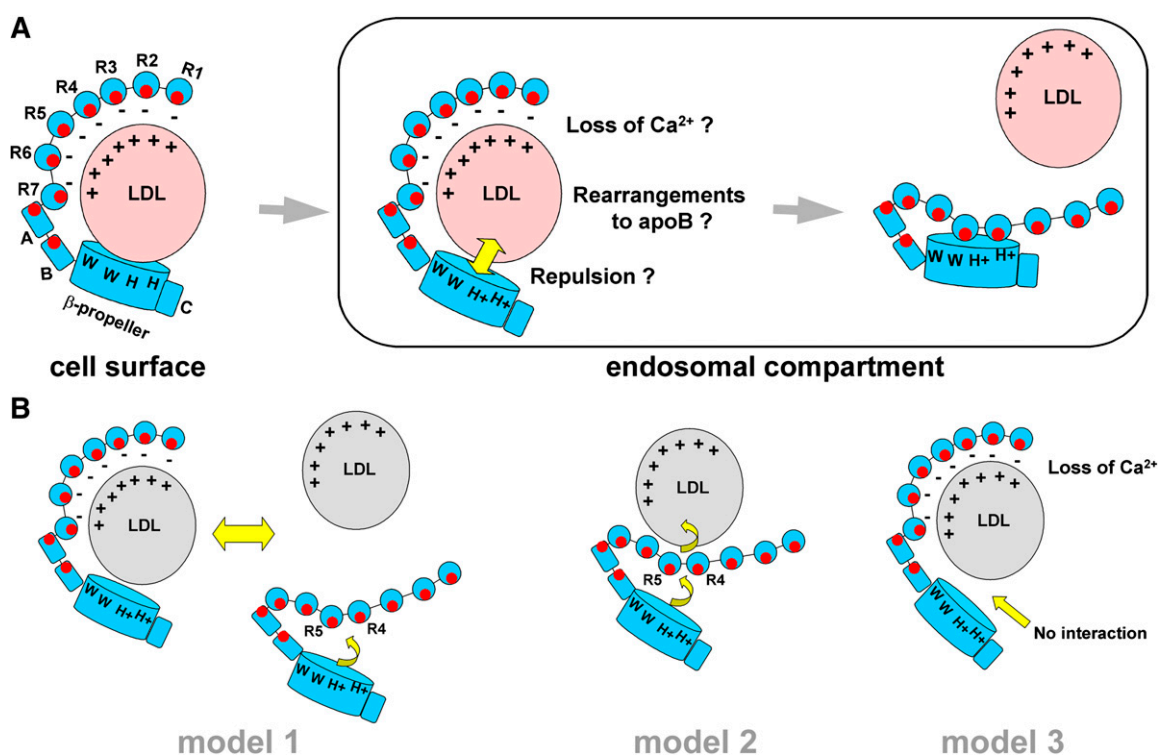 A
R1
R2
R3
R4
R5
R6
R7
A
B
C
LDL
+ + + + + + + +
- - - - - - -
W W H H
β-propeller
cell surface
LDL
+ + + + + + + +
- - - - - - -
W W H+ H+
Loss of Ca²⁺ ?
Rearrangements
to apoB ?
Repulsion ?
LDL
+ + + + + + + +
W W H+ H+
endosomal compartment
B
LDL
+ + + + + + + +
- - - - - - -
W W H+ H+
LDL
+ + + + + + + +
R5
R4
W W H+ H+
model 1
LDL
+ + + + + + + +
R5
R4
W W H+ H+
model 2
LDL
+ + + + + + + +
- - - - - - -
W W H+ H+
Loss of Ca²⁺
No interaction
model 3